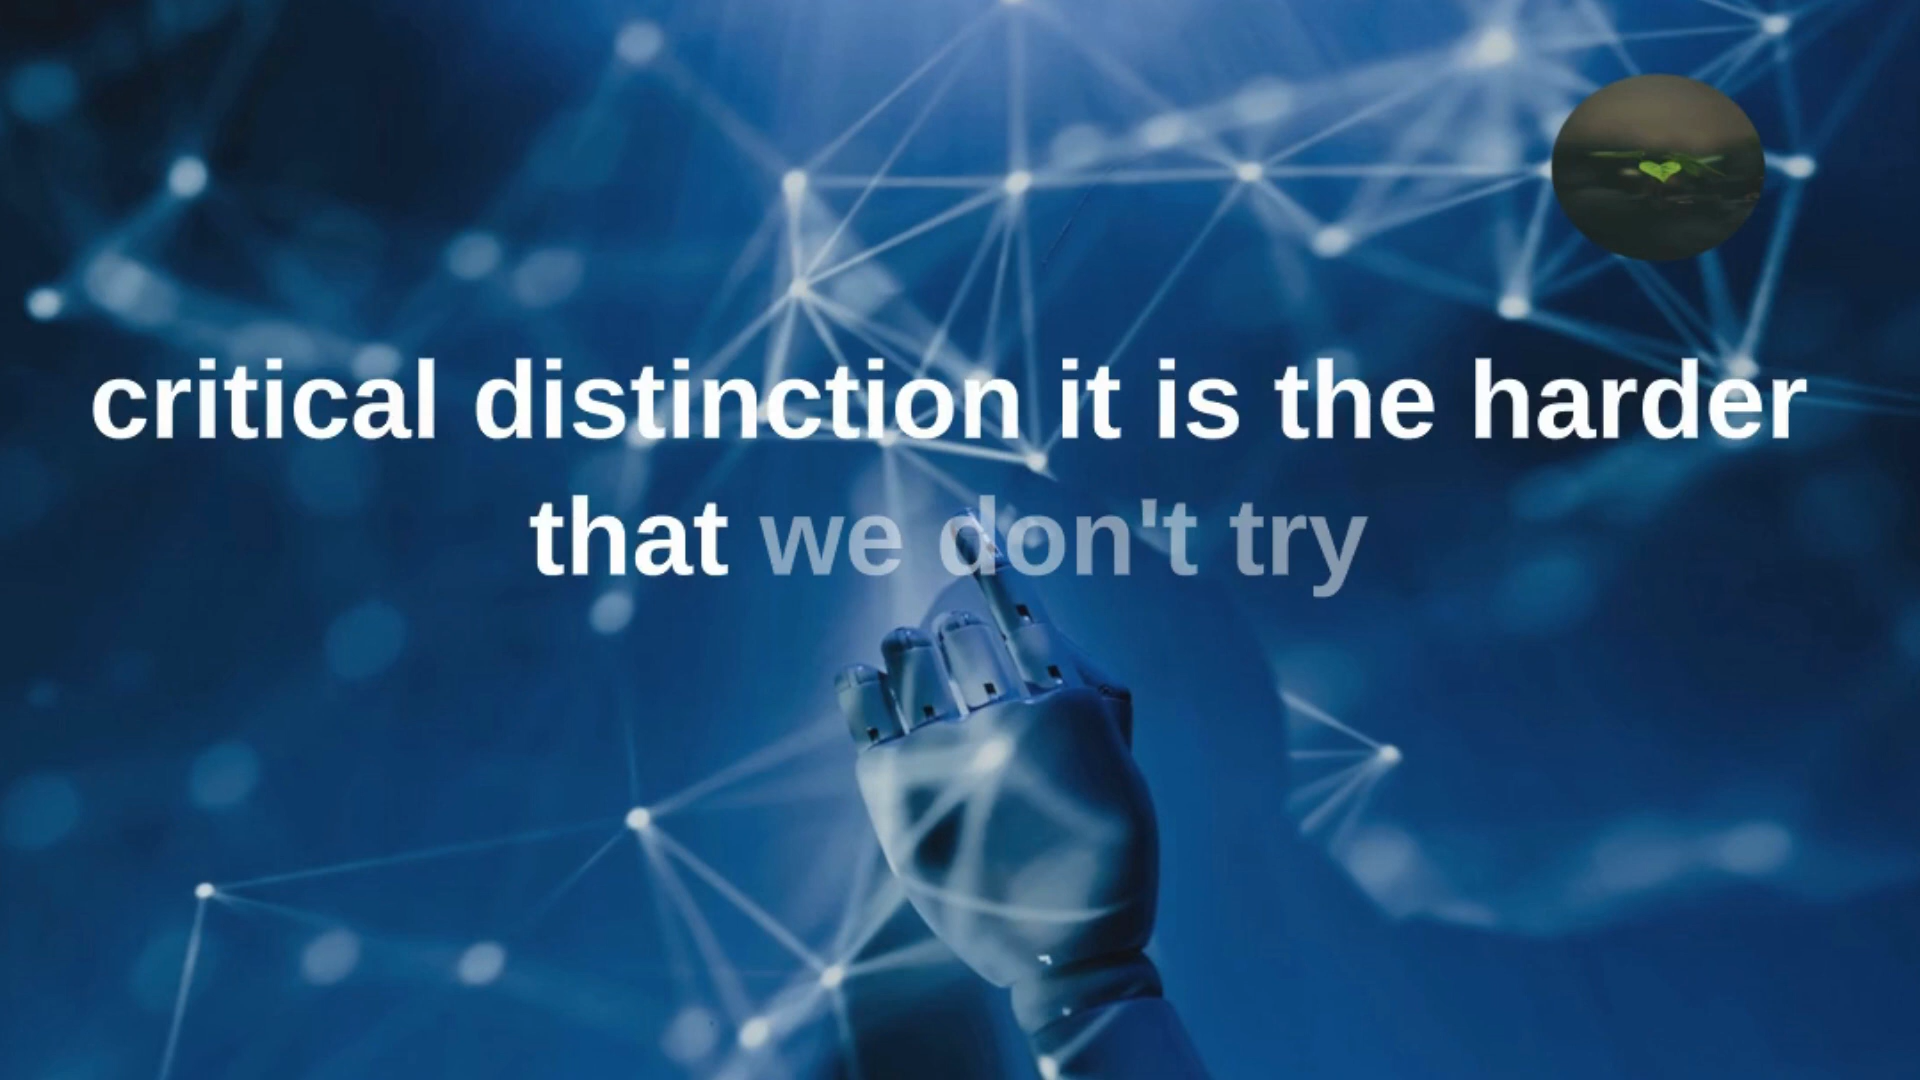 critical distinction it is the harder
that we don't try